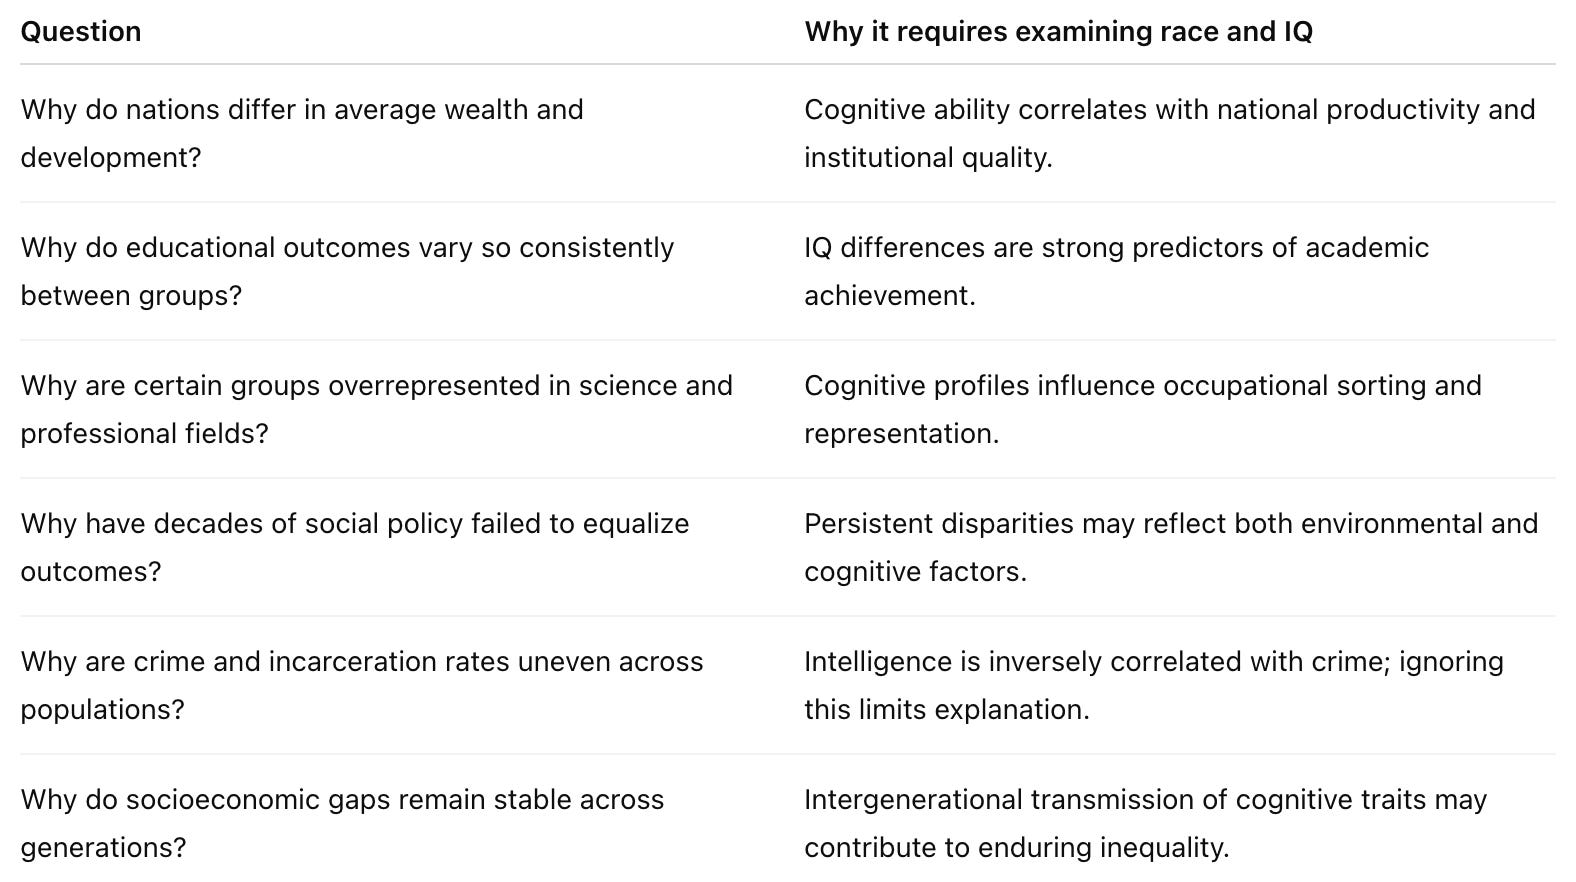 Question
Why it requires examining race and IQ
Why do nations differ in average wealth and
development?
Cognitive ability correlates with national productivity and
institutional quality.
Why do educational outcomes vary so consistently
between groups?
IQ differences are strong predictors of academic
achievement.
Why are certain groups overrepresented in science and
professional fields?
Cognitive profiles influence occupational sorting and
representation.
Why have decades of social policy failed to equalize
outcomes?
Persistent disparities may reflect both environmental and
cognitive factors.
Why are crime and incarceration rates uneven across
populations?
Intelligence is inversely correlated with crime; ignoring
this limits explanation.
Why do socioeconomic gaps remain stable across
generations?
Intergenerational transmission of cognitive traits may
contribute to enduring inequality.